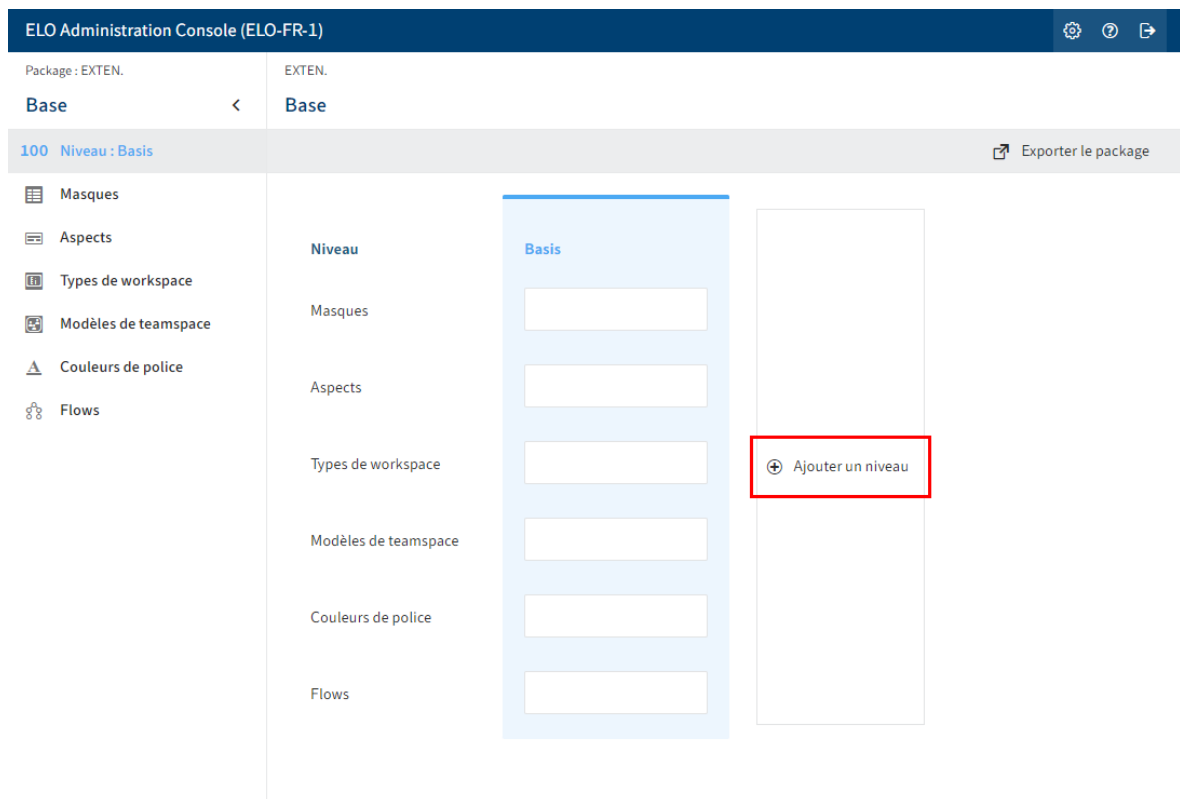 ELO Administration Console (ELO-FR-1)
Package : EXTEN.
Base
EXTEN.
Base
100 Niveau : Basis
Exporter le package
Masques
Aspects
Types de workspace
Modèles de teamspace
Couleurs de police
Flows
Niveau Basis
Masques
Aspects
Types de workspace
Modèles de teamspace
Couleurs de police
Flows
Ajouter un niveau